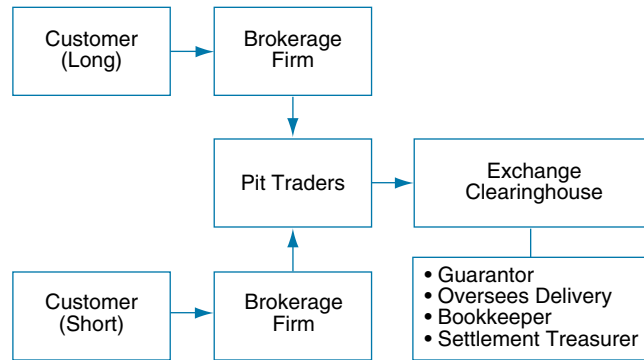 Customer
(Long)
Brokerage
Firm
Pit Traders
Exchange
Clearinghouse
Customer
(Short)
Brokerage
Firm
• Guarantor
• Oversees Delivery
• Bookkeeper
• Settlement Treasurer